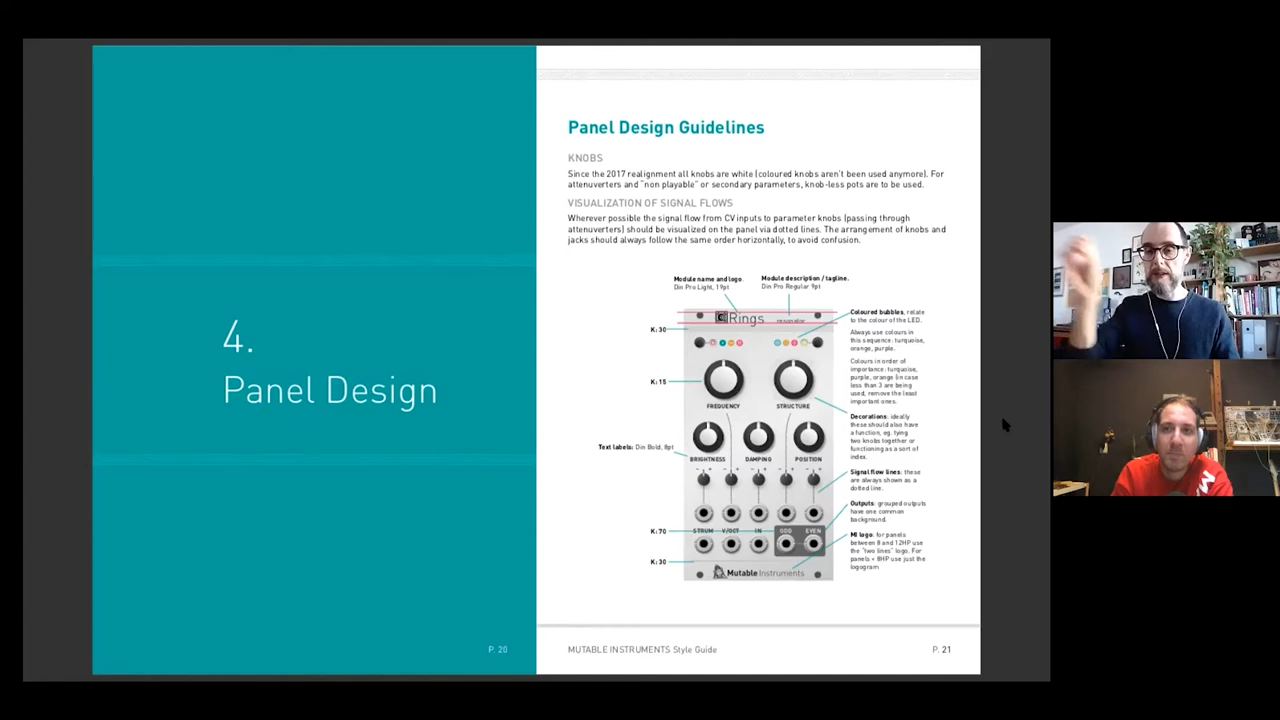 4.
Panel Design
P. 20
Panel Design Guidelines
KNOBS
Since the 2017 realignment all knobs are white (coloured knobs aren't been used anymore). For
attenuverters and "non playable" or secondary parameters, knob-less pots are to be used.
VISUALIZATION OF SIGNAL FLOWS
Wherever possible the signal flow from CV inputs to parameter knobs (passing through
attenuverters) should be visualized on the panel via dotted lines. The arrangement of knobs and
jacks should always follow the same order horizontally, to avoid confusion.
Module name and logo.
Din Pro Light, 19pt
Module description / tagline.
Din Pro Regular 9pt
K: 30
Rings
resonator
K: 15
FREQUENCY
STRUCTURE
Text labels: Din Bold, 8pt
BRIGHTNESS
DAMPING
POSITION
- +
- +
- +
- +
- +
K: 70
STRUM
V/OCT
IN
ODD
EVEN
K: 30
Mutable Instruments
Coloured bubbles, relate
to the colour of the LED.
Always use colours in
this sequence: turquoise,
orange, purple.
Colours in order of
importance: turquoise,
purple, orange (in case
less than 3 are being
used, remove the least
important ones.
Decorations: ideally
these should also have
a function, eg. tying
two knobs together or
functioning as a sort of
index.
Signal flow lines: these
are always shown as a
dotted line.
Outputs: grouped outputs
have one common
background.
MI logo: for panels
between 8 and 12HP use
the "two lines" logo. For
panels < 8HP use just the
logogram
MUTABLE INSTRUMENTS Style Guide
P. 21